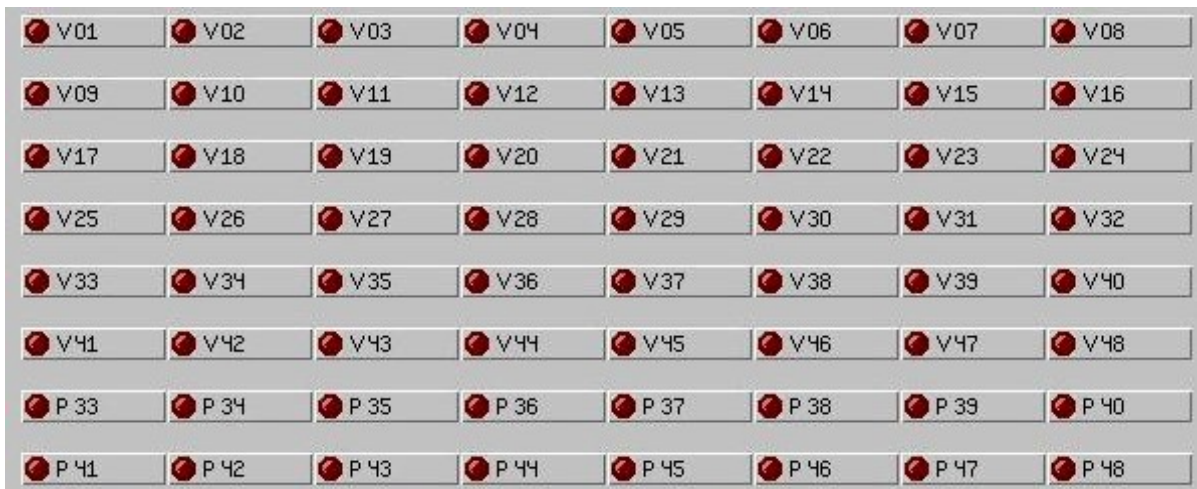 V01 V02 V03 V04 V05 V06 V07 V08
V09 V10 V11 V12 V13 V14 V15 V16
V17 V18 V19 V20 V21 V22 V23 V24
V25 V26 V27 V28 V29 V30 V31 V32
V33 V34 V35 V36 V37 V38 V39 V40
V41 V42 V43 V44 V45 V46 V47 V48
P 33 P 34 P 35 P 36 P 37 P 38 P 39 P 40
P 41 P 42 P 43 P 44 P 45 P 46 P 47 P 48